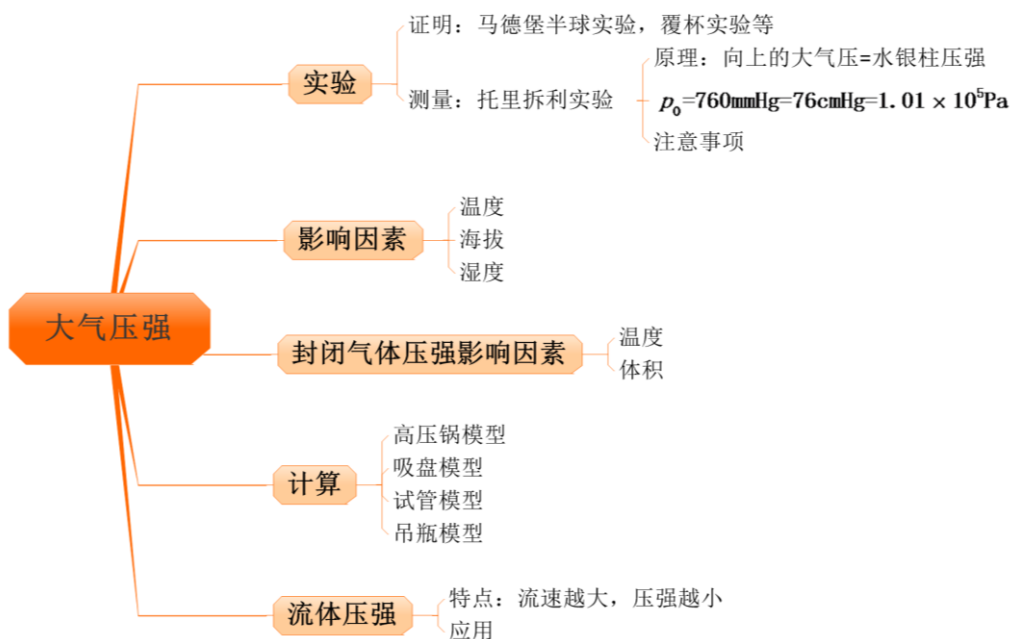 大气压强
实验
证明：马德堡半球实验，覆杯实验等
测量：托里拆利实验
原理：向上的大气压=水银柱压强
p₀=760mmHg=76cmHg=1.01×10⁵Pa
注意事项
影响因素
温度
海拔
湿度
封闭气体压强影响因素
温度
体积
计算
高压锅模型
吸盘模型
试管模型
吊瓶模型
流体压强
特点：流速越大，压强越小
应用